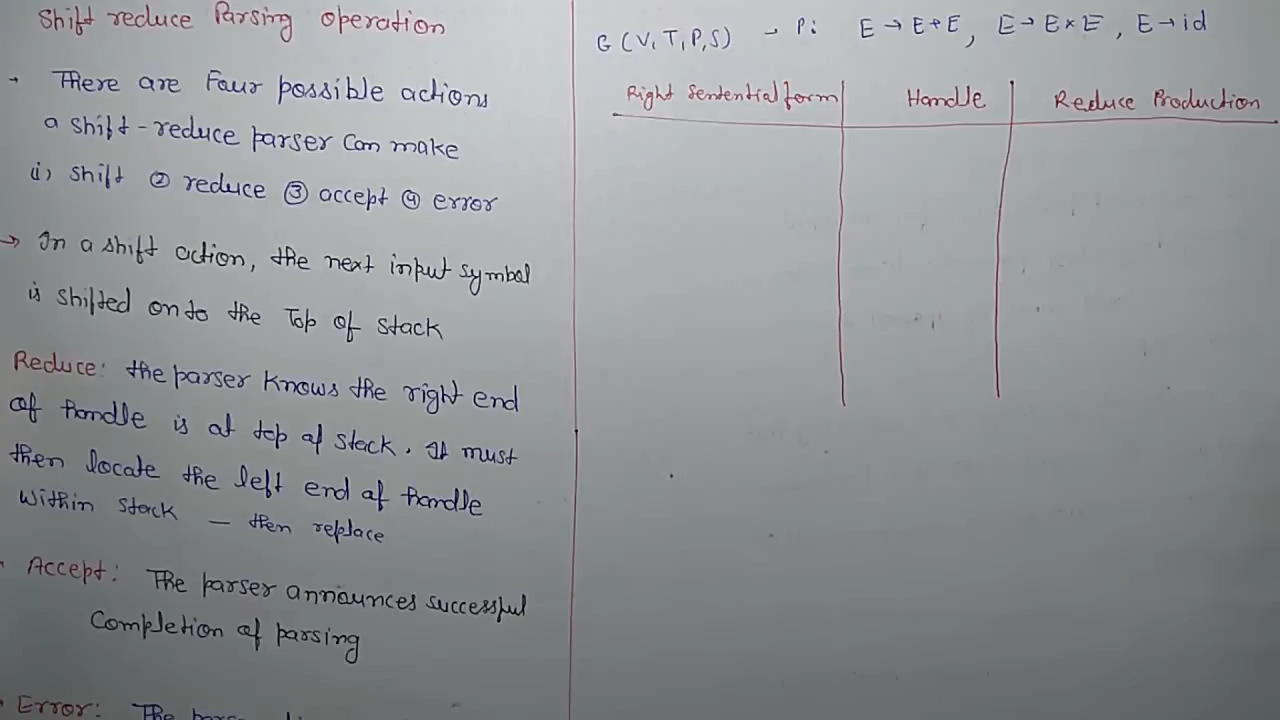 Shift reduce Parsing operation
→ There are Four possible actions
a shift-reduce parser can make
(i) shift ② reduce ③ accept ④ error
→ In a shift action, the next input symbol
is shifted onto the Top of stack
Reduce: the parser knows the right end
of handle is at top of stack. It must
then locate the left end of handle
within stack — then replace
Accept: The parser announces successful
Completion of parsing
Error: The
G(V,T,P,S) - P: E → E+E, E → E×E, E → id
Right Sentential form | Handle | Reduce Production